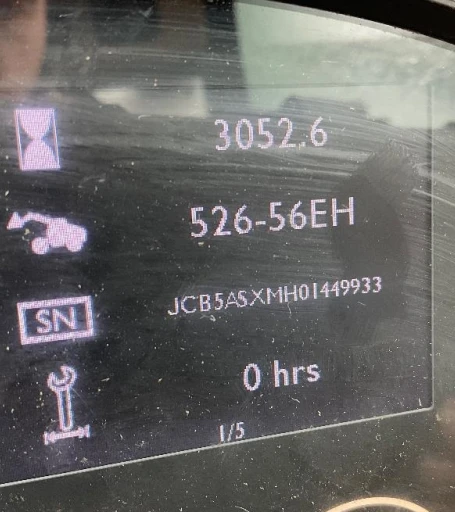 3052.6
526-56EH
SN JCB5ASXMH01449933
0 hrs
1/5